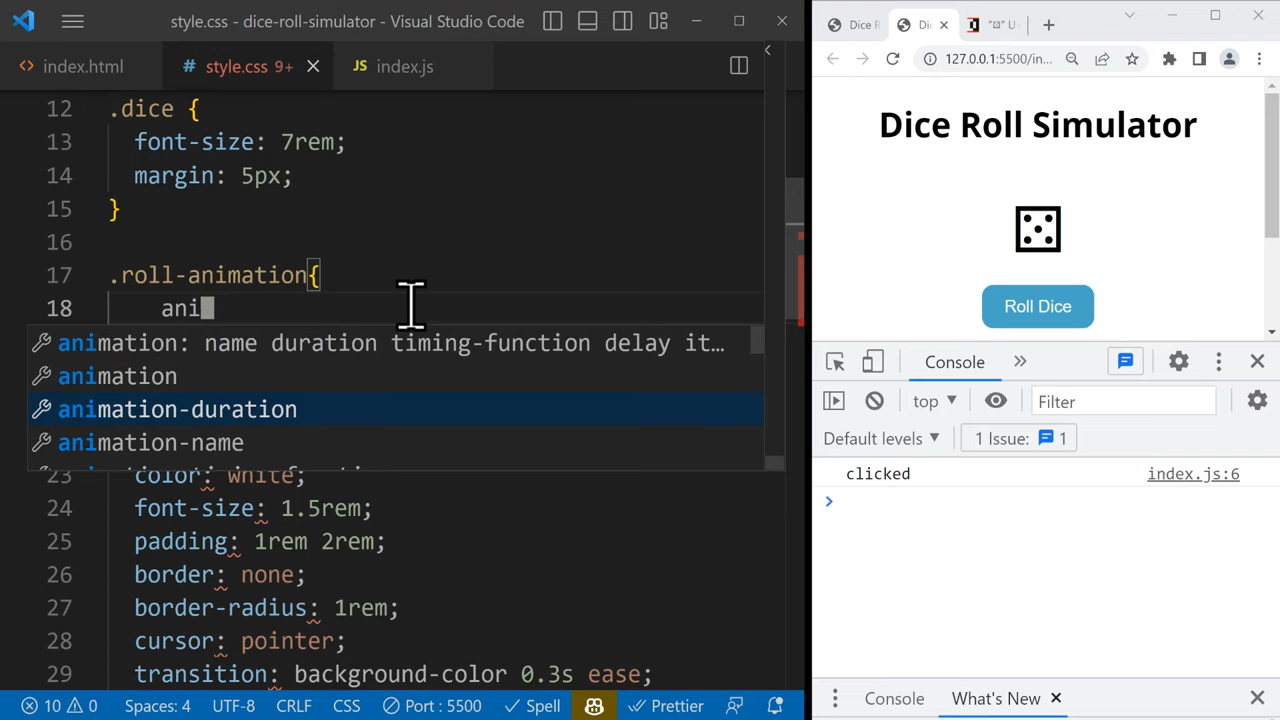 style.css - dice-roll-simulator - Visual Studio Code
index.html
# style.css 9+
JS index.js
12 .dice {
13 font-size: 7rem;
14 margin: 5px;
15 }
16
17 .roll-animation{
18 ani
animation: name duration timing-function delay it…
animation
animation-duration
animation-name
23 color: white;
24 font-size: 1.5rem;
25 padding: 1rem 2rem;
26 border: none;
27 border-radius: 1rem;
28 cursor: pointer;
29 transition: background-color 0.3s ease;
10 0 Spaces: 4 UTF-8 CRLF CSS Port : 5500 Spell Prettier
Dice R
Dic
"⚄" U
127.0.0.1:5500/in...
Dice Roll Simulator
Roll Dice
Console
top
Filter
Default levels
1 Issue: 1
clicked index.js:6
Console What's New